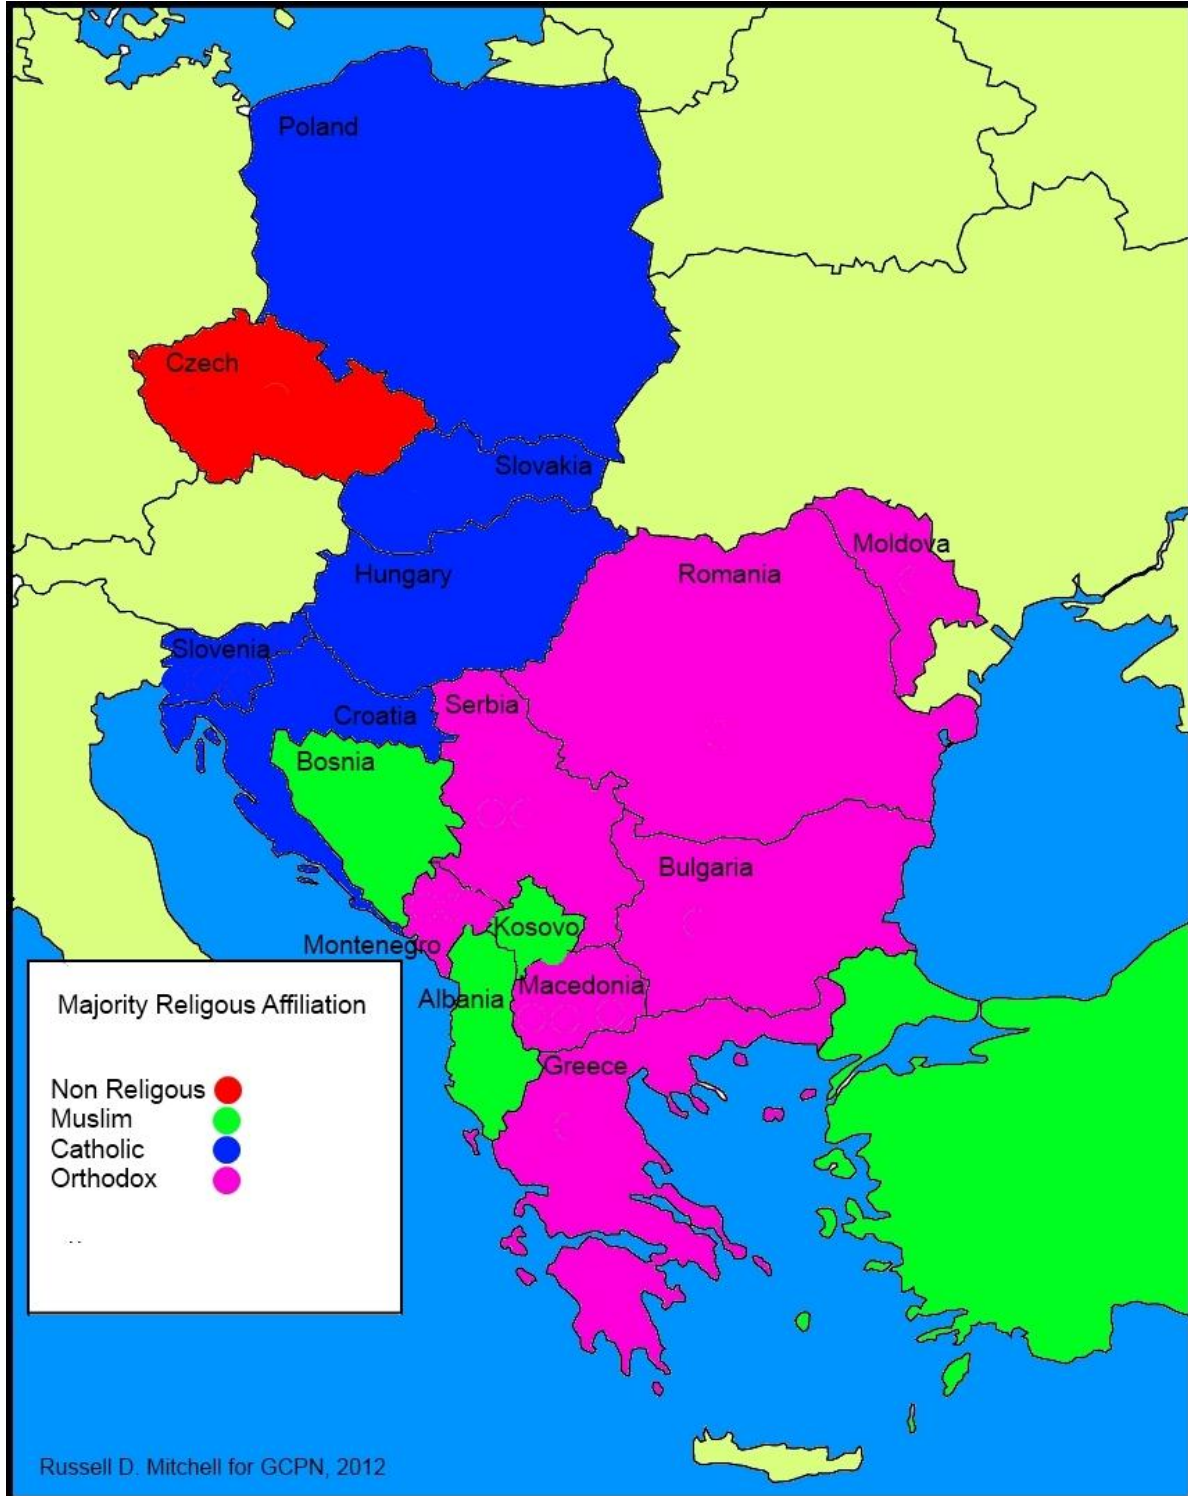 Poland
Czech
Slovakia
Moldova
Hungary
Romania
Slovenia
Serbia
Croatia
Bosnia
Bulgaria
Kosovo
Montenegro
Macedonia
Albania
Greece
Majority Religous Affiliation
Non Religous
Muslim
Catholic
Orthodox
..
Russell D. Mitchell for GCPN, 2012